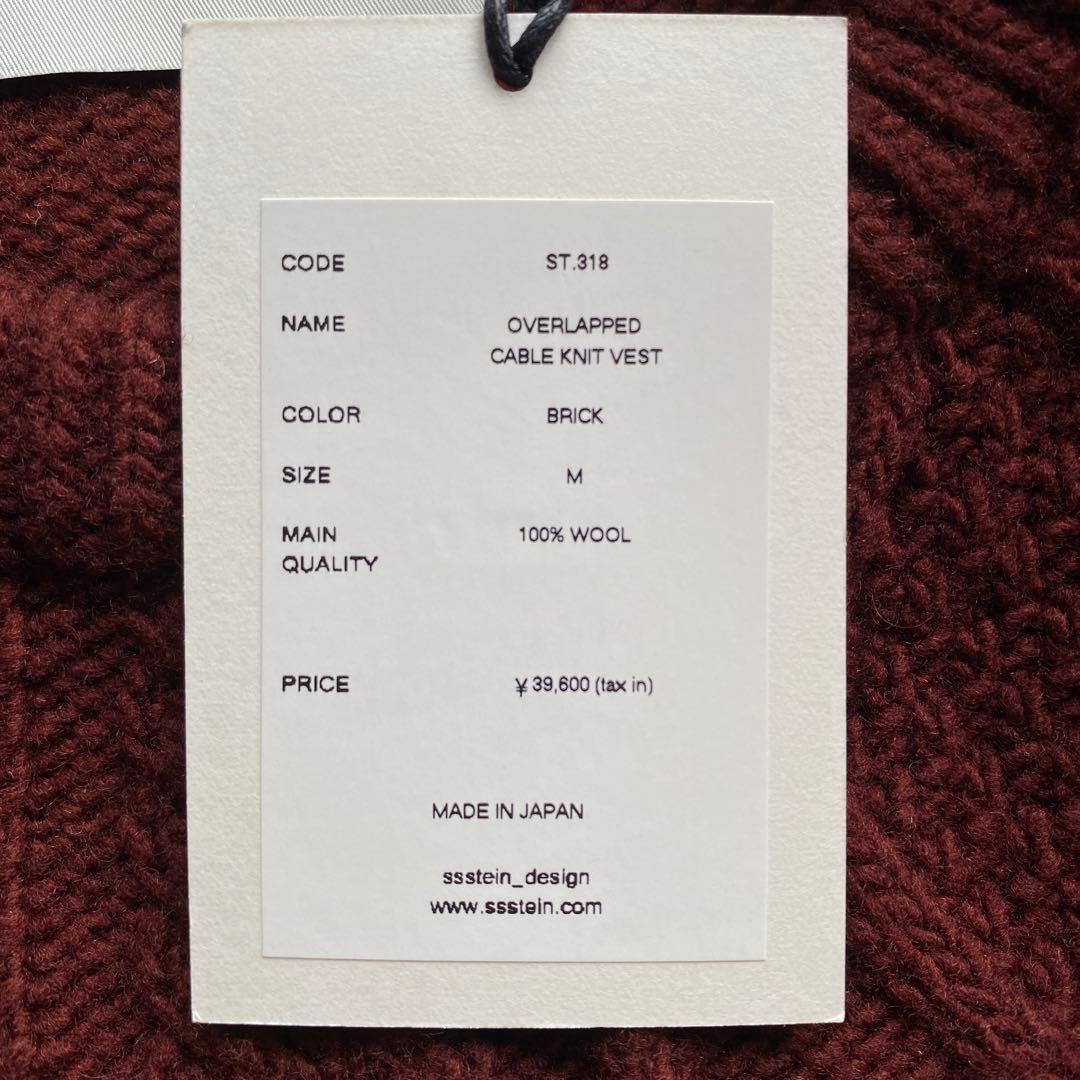 CODE ST.318
NAME OVERLAPPED
CABLE KNIT VEST
COLOR BRICK
SIZE M
MAIN 100% WOOL
QUALITY
PRICE ¥ 39,600 (tax in)
MADE IN JAPAN
ssstein_design
www.ssstein.com